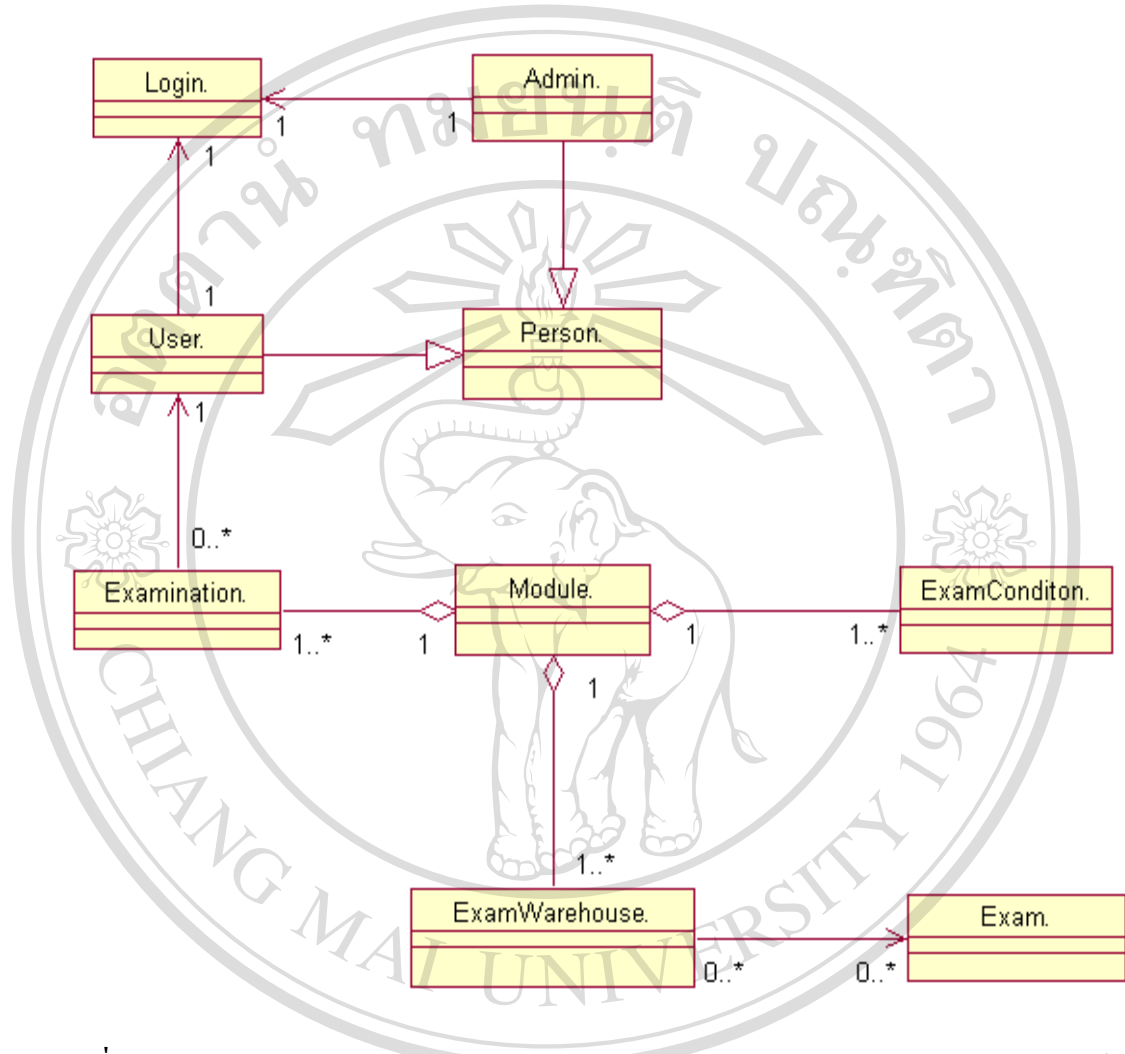 Login.
Admin.
1
1
1
1
User.
Person.
1
0..*
Examination.
Module.
ExamConditon.
1..*
1
1
1..*
1
1..*
ExamWarehouse.
Exam.
0..*
0..*
CHIANG MAI UNIVERSITY 1964